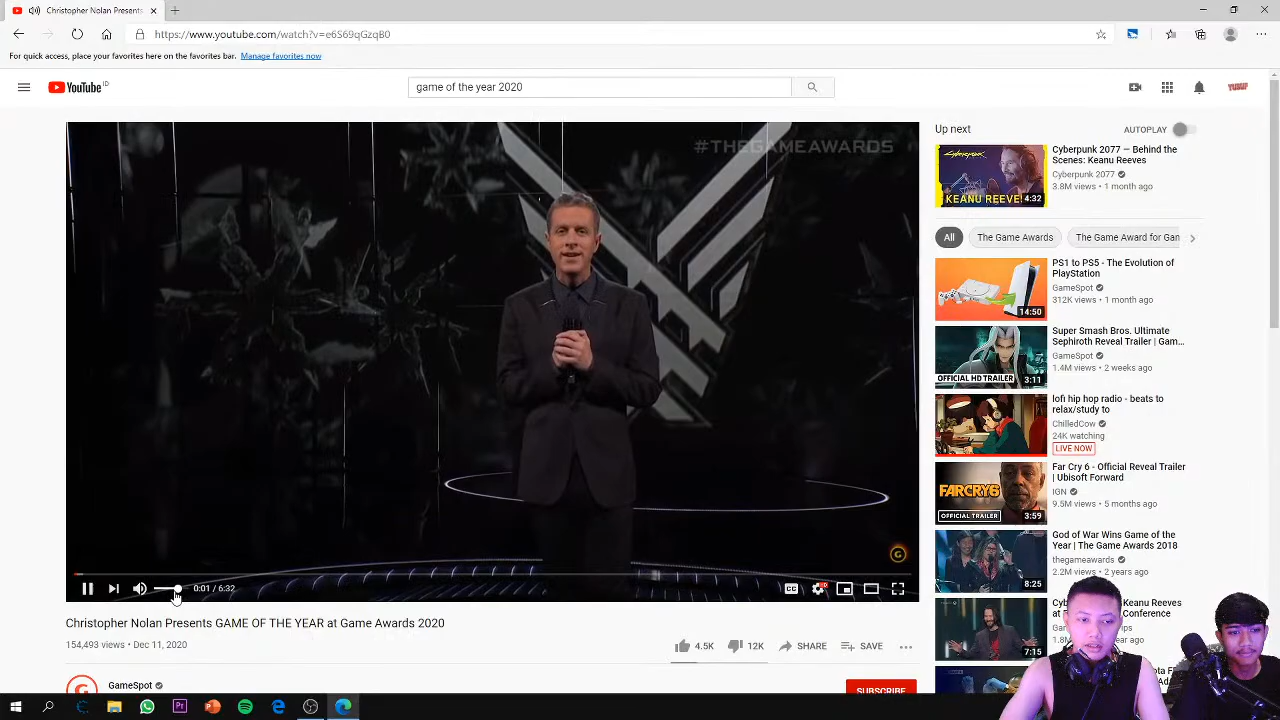 Christopher Nolan Presents
https://www.youtube.com/watch?v=e6S69qGzqB0
For quick access, place your favorites here on the favorites bar. Manage favorites now
YouTube ID
game of the year 2020
#THEGAMEAWARDS
0:01 / 6:32
CC
HD
Christopher Nolan Presents GAME OF THE YEAR at Game Awards 2020
154,493 views • Dec 11, 2020
4.5K
12K
SHARE
SAVE
GameSpot
SUBSCRIBE
Up next
AUTOPLAY
CYBERPUNK
KEANU REEVE
4:32
Cyberpunk 2077 — Behind the
Scenes: Keanu Reeves
Cyberpunk 2077
3.8M views • 1 month ago
All
The Game Awards
The Game Award for Gam
14:50
PS1 to PS5 - The Evolution of
PlayStation
GameSpot
312K views • 1 month ago
OFFICIAL HD TRAILER
3:11
Super Smash Bros. Ultimate
Sephiroth Reveal Trailer | Gam...
GameSpot
1.4M views • 2 weeks ago
lofi hip hop radio - beats to
relax/study to
ChilledCow
24K watching
LIVE NOW
FARCRY6
OFFICIAL TRAILER
3:59
Far Cry 6 - Official Reveal Trailer
| Ubisoft Forward
IGN
9.5M views • 5 months ago
8:25
God of War Wins Game of the
Year | The Game Awards 2018
thegameawards
2.2M views • 2 years ago
7:15
Keanu Reeves